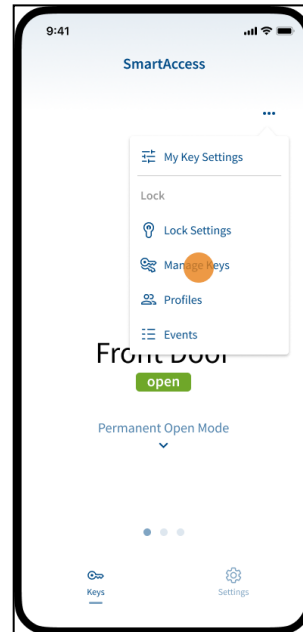 9:41
SmartAccess
My Key Settings
Lock
Lock Settings
Manage Keys
Profiles
Events
Front Door
open
Permanent Open Mode
Keys
Settings